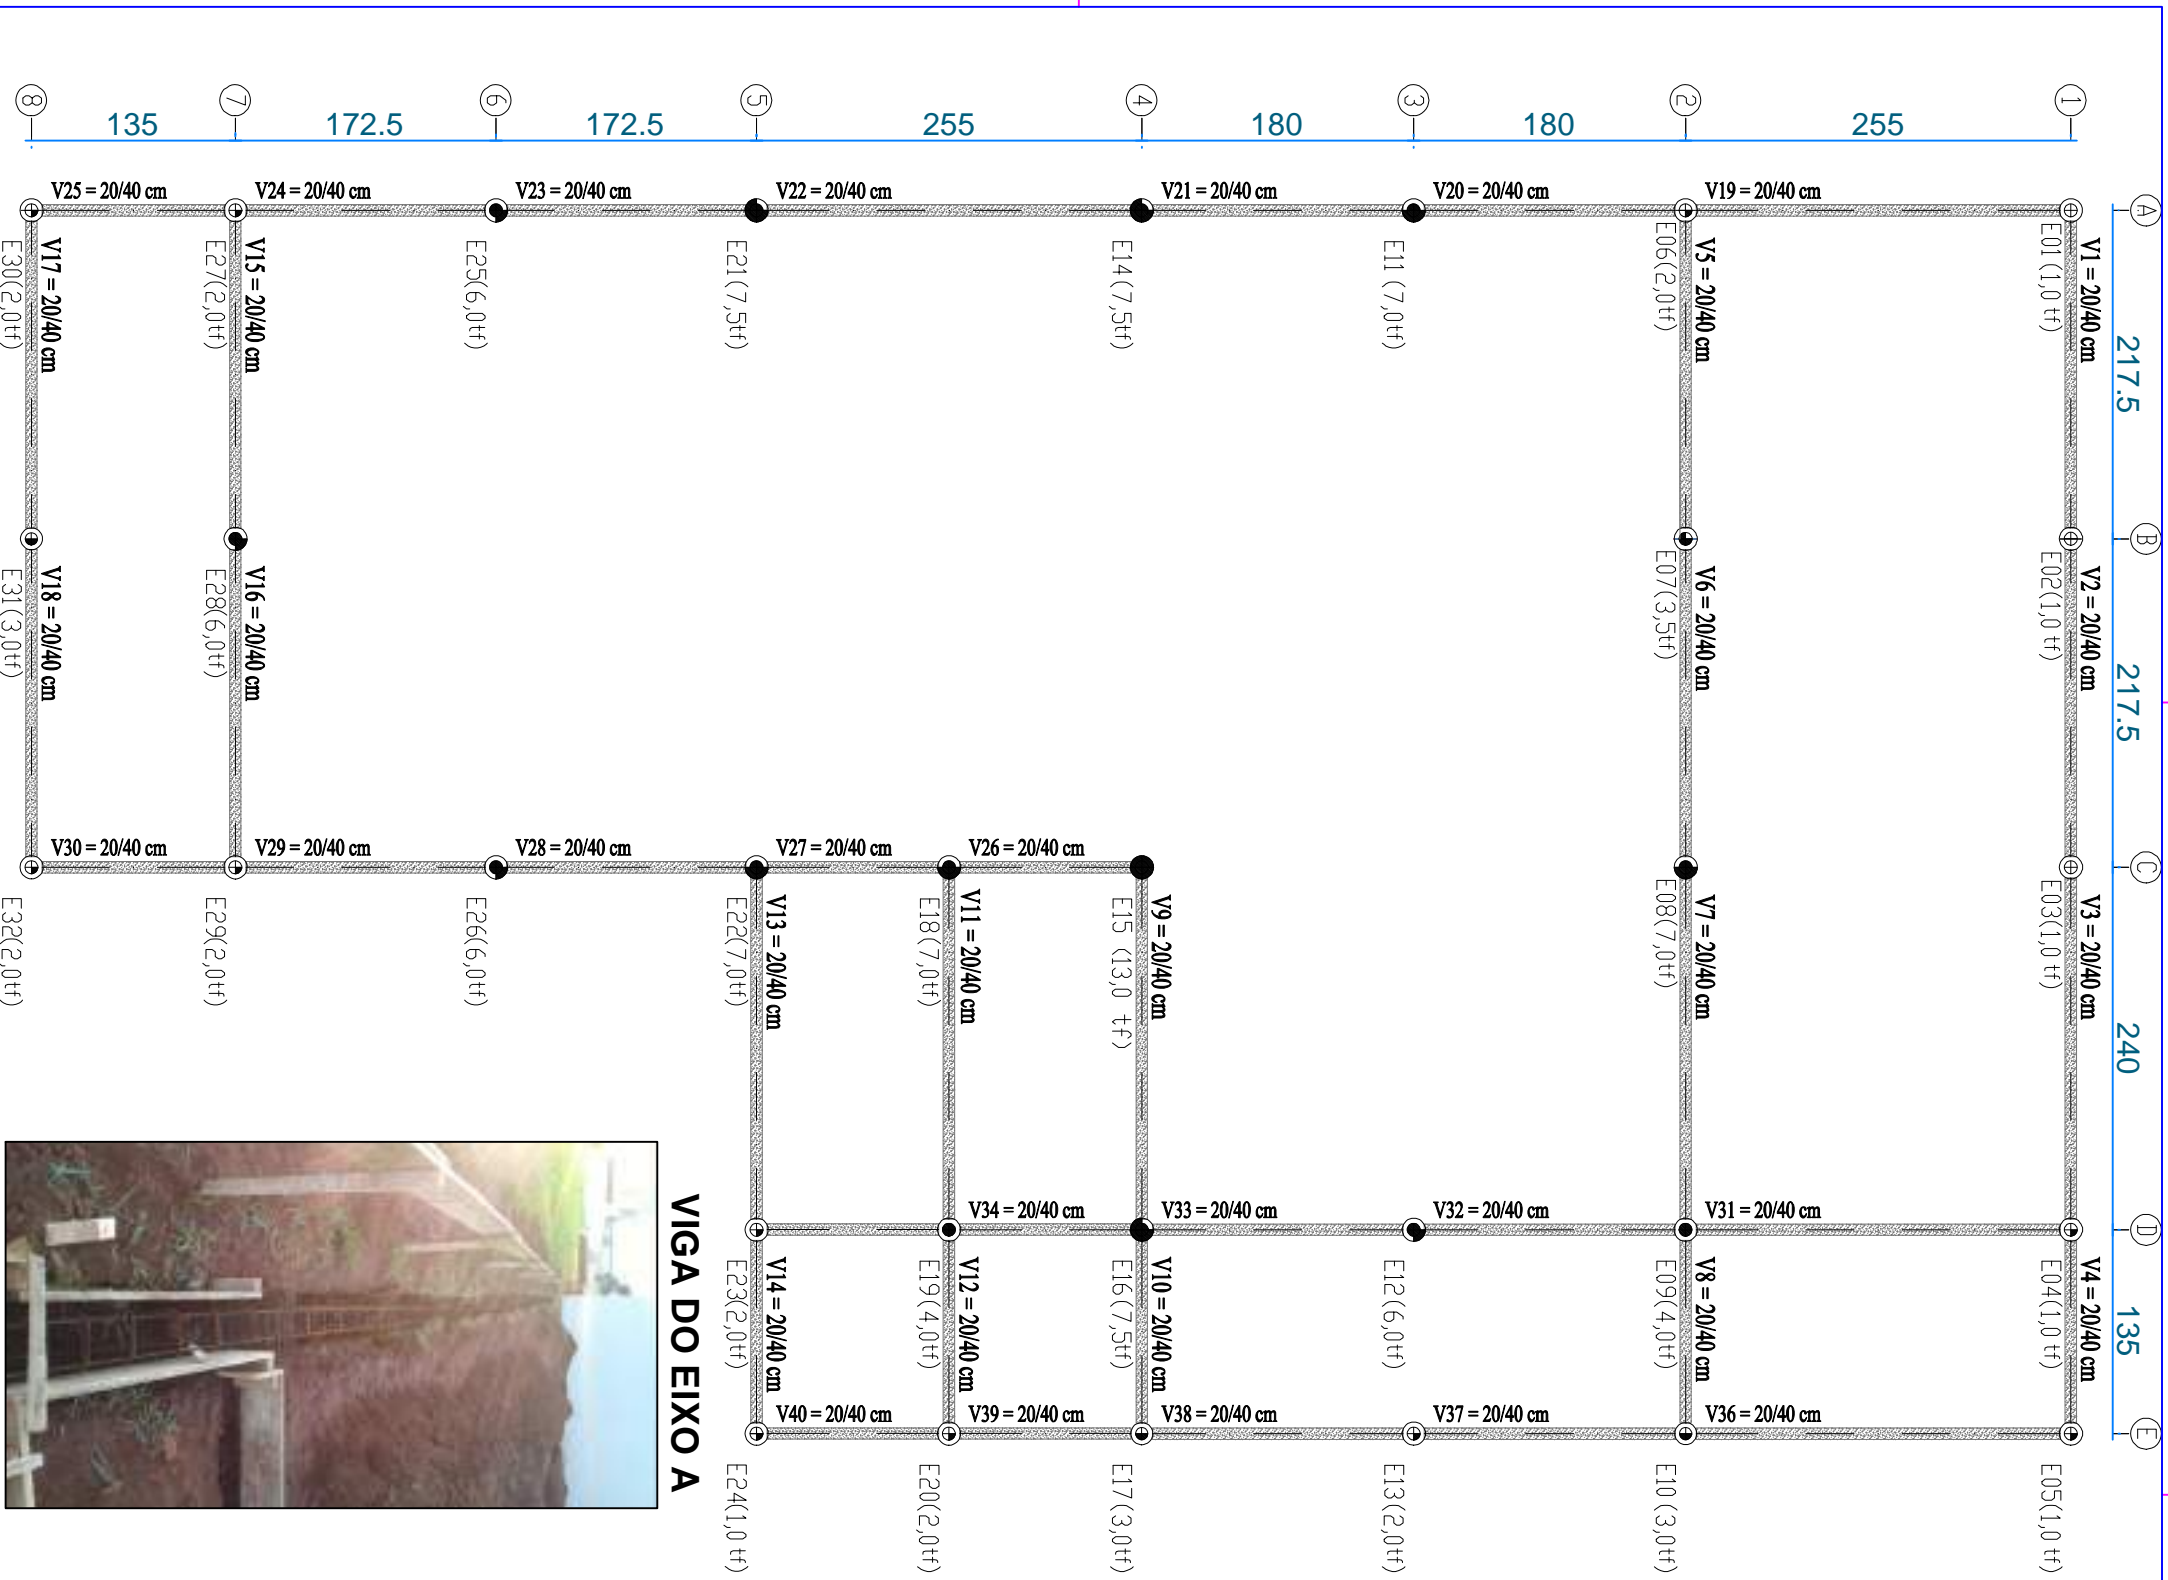 8
7
6
5
4
3
2
1
135
172.5
172.5
255
180
180
255
A
B
C
D
E
217.5
217.5
240
135
V25 = 20/40 cm
V24 = 20/40 cm
V23 = 20/40 cm
V22 = 20/40 cm
V21 = 20/40 cm
V20 = 20/40 cm
V19 = 20/40 cm
V1 = 20/40 cm
E01(1,0 tf)
V2 = 20/40 cm
E02(1,0 tf)
V3 = 20/40 cm
E03(1,0 tf)
V4 = 20/40 cm
E04(1,0 tf)
E05(1,0 tf)
V5 = 20/40 cm
E06(2,0tf)
V6 = 20/40 cm
E07(3,5tf)
V7 = 20/40 cm
E08(7,0tf)
V8 = 20/40 cm
E09(4,0tf)
E10(3,0tf)
E11(7,0tf)
E12(6,0tf)
E13(2,0tf)
E14(7,5tf)
V9 = 20/40 cm
E15 (13,0 tf)
V10 = 20/40 cm
E16(7,5tf)
E17(3,0tf)
V11 = 20/40 cm
E18(7,0tf)
V12 = 20/40 cm
E19(4,0tf)
E20(2,0tf)
E21(7,5tf)
V13 = 20/40 cm
E22(7,0tf)
V14 = 20/40 cm
E23(2,0tf)
E24(1,0 tf)
E25(6,0tf)
E26(6,0tf)
V15 = 20/40 cm
E27(2,0tf)
V16 = 20/40 cm
E28(6,0tf)
E29(2,0tf)
V17 = 20/40 cm
E30(2,0tf)
V18 = 20/40 cm
E31(3,0tf)
E32(2,0tf)
V30 = 20/40 cm
V29 = 20/40 cm
V28 = 20/40 cm
V27 = 20/40 cm
V26 = 20/40 cm
V34 = 20/40 cm
V33 = 20/40 cm
V32 = 20/40 cm
V31 = 20/40 cm
V40 = 20/40 cm
V39 = 20/40 cm
V38 = 20/40 cm
V37 = 20/40 cm
V36 = 20/40 cm
VIGA DO EIXO A